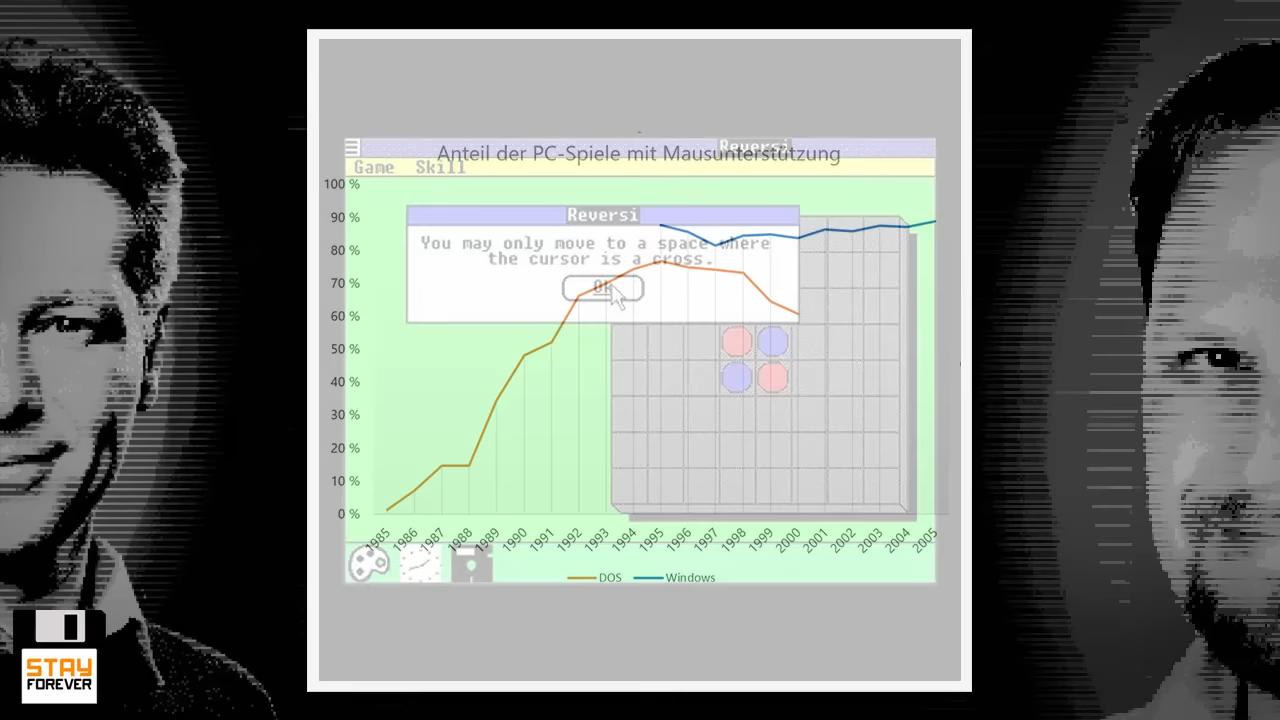 Reversi
Anteil der PC-Spiele mit Mausunterstützung
Game Skill
100 %
90 %
80 %
70 %
60 %
50 %
40 %
30 %
20 %
10 %
0 %
Reversi
You may only move to a space where
the cursor is a cross.
Ok
1985 1986 1987 1988 1989 1990 1991 1992 1993 1994 1995 1996 1997 1998 1999 2000 2001 2002 2003 2004 2005
DOS Windows
STAY
FOREVER